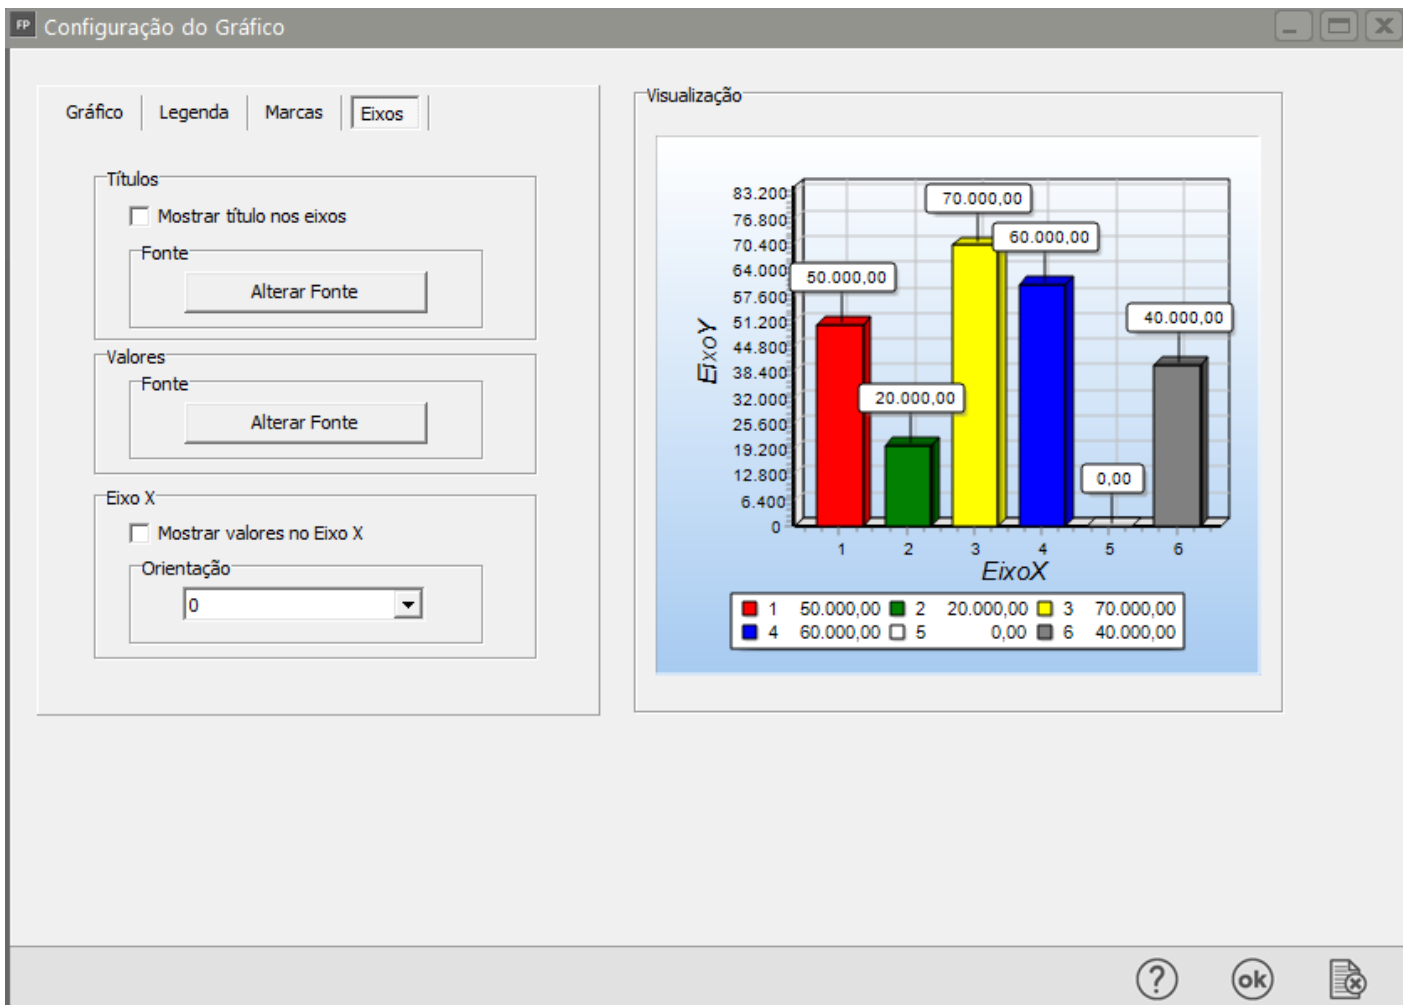 FP Configuração do Gráfico
Gráfico Legenda Marcas Eixos
Títulos
Mostrar título nos eixos
Fonte
Alterar Fonte
Valores
Fonte
Alterar Fonte
Eixo X
Mostrar valores no Eixo X
Orientação
0
Visualização
83.200
76.800
70.400
64.000
57.600
51.200
44.800
38.400
32.000
25.600
19.200
12.800
6.400
0
EixoY
50.000,00
20.000,00
70.000,00
60.000,00
0,00
40.000,00
1 2 3 4 5 6
EixoX
1 50.000,00 2 20.000,00 3 70.000,00
4 60.000,00 5 0,00 6 40.000,00
? ok